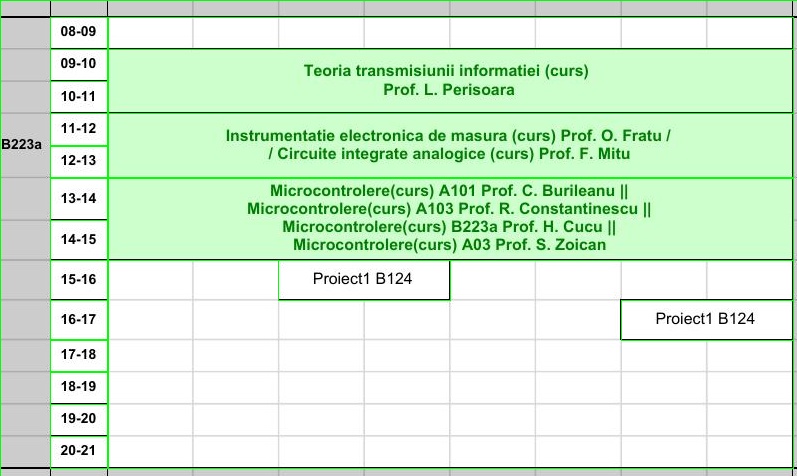 08-09
09-10
Teoria transmisiunii informatiei (curs)
Prof. L. Perisoara
10-11
B223a
11-12
Instrumentatie electronica de masura (curs) Prof. O. Fratu /
/ Circuite integrate analogice (curs) Prof. F. Mitu
12-13
13-14
Microcontrolere(curs) A101 Prof. C. Burileanu ||
Microcontrolere(curs) A103 Prof. R. Constantinescu ||
Microcontrolere(curs) B223a Prof. H. Cucu ||
Microcontrolere(curs) A03 Prof. S. Zoican
14-15
15-16
Proiect1 B124
16-17
Proiect1 B124
17-18
18-19
19-20
20-21